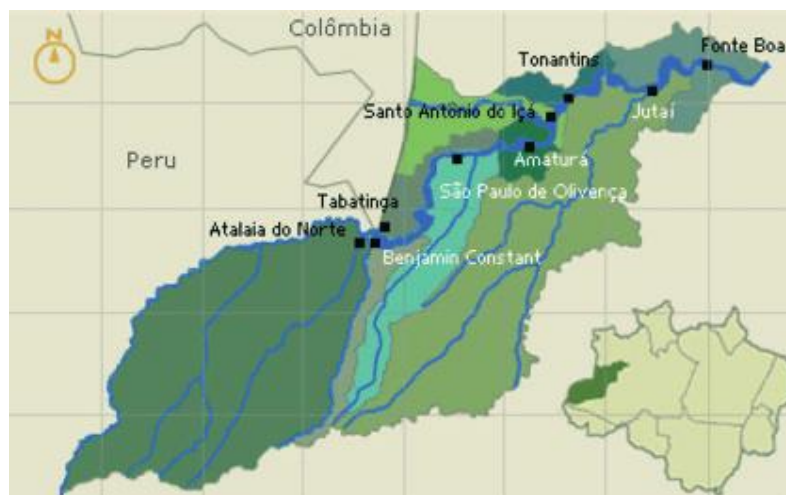 N
Colômbia
Tonantins
Fonte Boa
Santo Antônio do Içá
Jutaí
Peru
Amaturá
São Paulo de Olivença
Tabatinga
Atalaia do Norte
Benjamin Constant